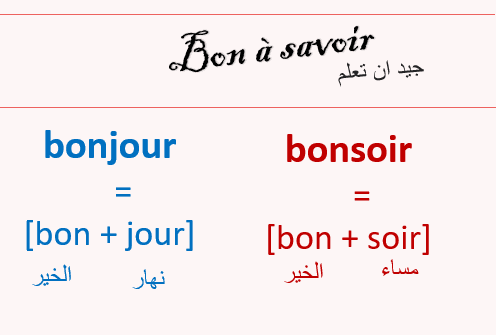 Bon à savoir
جيد ان تعلم
bonjour
=
[bon + jour]
الخير نهار
bonsoir
=
[bon + soir]
الخير مساء